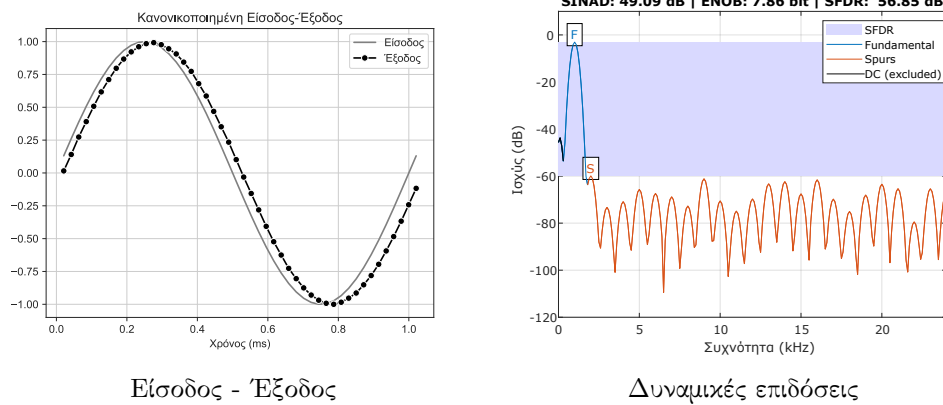 Κανονικοποιημένη Είσοδος-Έξοδος
1.00
0.75
0.50
0.25
0.00
−0.25
−0.50
−0.75
−1.00
0.0 0.2 0.4 0.6 0.8 1.0
Χρόνος (ms)
Είσοδος
Έξοδος
Είσοδος - Έξοδος
SINAD: 49.09 dB | ENOB: 7.86 bit | SFDR: 56.85 dB
0
-20
-40
-60
-80
-100
-120
Ισχύς (dB)
F
S
SFDR
Fundamental
Spurs
DC (excluded)
0 5 10 15 20
Συχνότητα (kHz)
Δυναμικές επιδόσεις